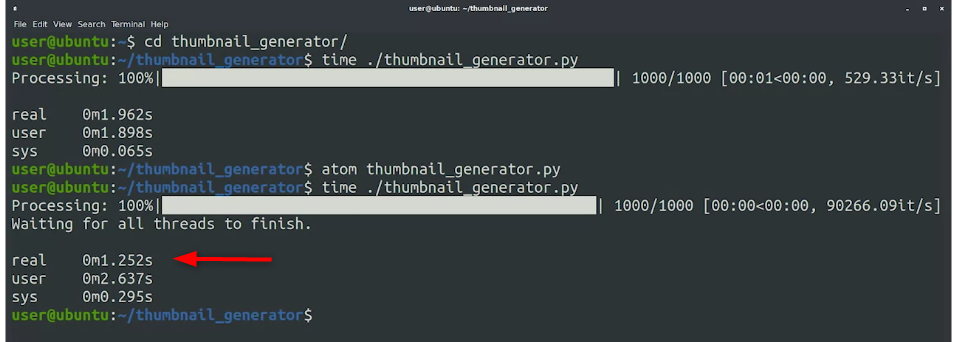 user@ubuntu: ~/thumbnail_generator
File Edit View Search Terminal Help
user@ubuntu:~$ cd thumbnail_generator/
user@ubuntu:~/thumbnail_generator$ time ./thumbnail_generator.py
Processing: 100%| | 1000/1000 [00:01<00:00, 529.33it/s]
real 0m1.962s
user 0m1.898s
sys 0m0.065s
user@ubuntu:~/thumbnail_generator$ atom thumbnail_generator.py
user@ubuntu:~/thumbnail_generator$ time ./thumbnail_generator.py
Processing: 100%| | 1000/1000 [00:00<00:00, 90266.09it/s]
Waiting for all threads to finish.
real 0m1.252s
user 0m2.637s
sys 0m0.295s
user@ubuntu:~/thumbnail_generator$